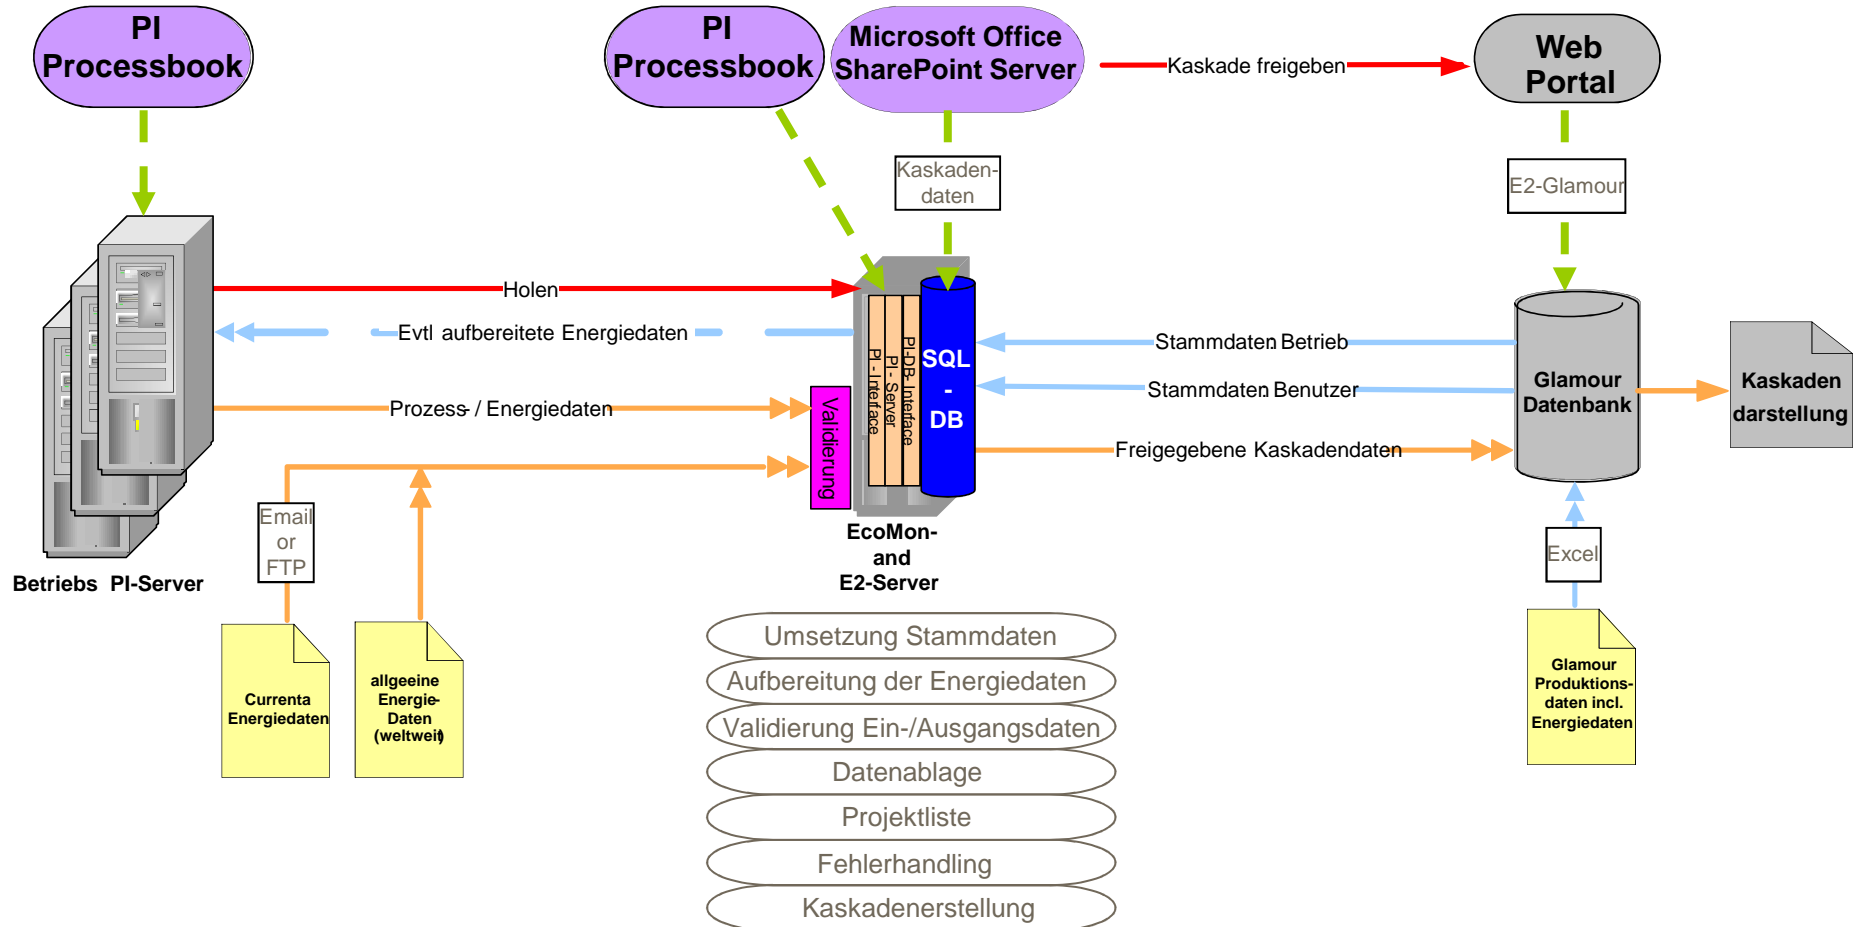 PI
Processbook
PI
Processbook
Microsoft Office
SharePoint Server
Kaskade freigeben
Web
Portal
Kaskaden-
daten
E2-Glamour
Holen
Evtl aufbereitete Energiedaten
Prozess- / Energiedaten
Validierung
PI - Interface
PI - Server
PI-DB- Interface
SQL
-
DB
Stammdaten: Betrieb
Stammdaten: Benutzer
Freigegebene Kaskadendaten
Glamour
Datenbank
Kaskaden
darstellung
Email
or
FTP
EcoMon-
and
E2-Server
Excel
Betriebs PI-Server
Currenta
Energiedaten
allgeeine
Energie-
Daten
(weltweit)
Glamour
Produktions-
daten incl.
Energiedaten
Umsetzung Stammdaten
Aufbereitung der Energiedaten
Validierung Ein-/Ausgangsdaten
Datenablage
Projektliste
Fehlerhandling
Kaskadenerstellung